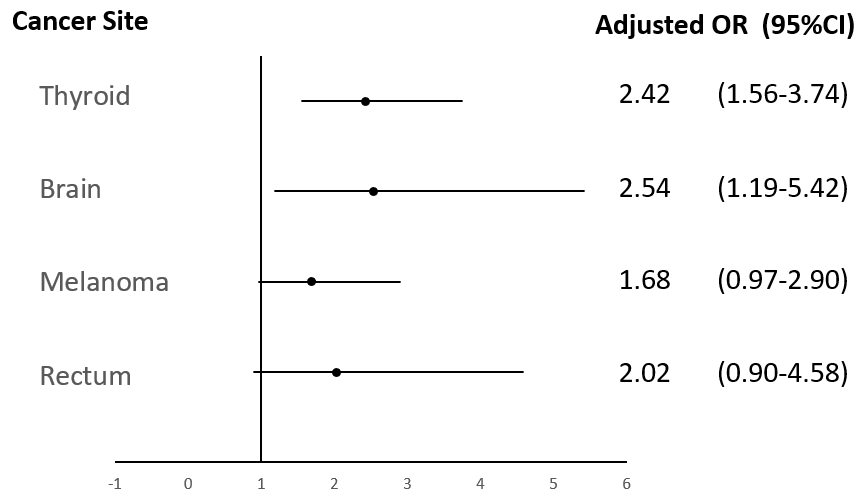 Cancer Site Adjusted OR (95%CI)
Thyroid 2.42 (1.56-3.74)
Brain 2.54 (1.19-5.42)
Melanoma 1.68 (0.97-2.90)
Rectum 2.02 (0.90-4.58)
-1 0 1 2 3 4 5 6